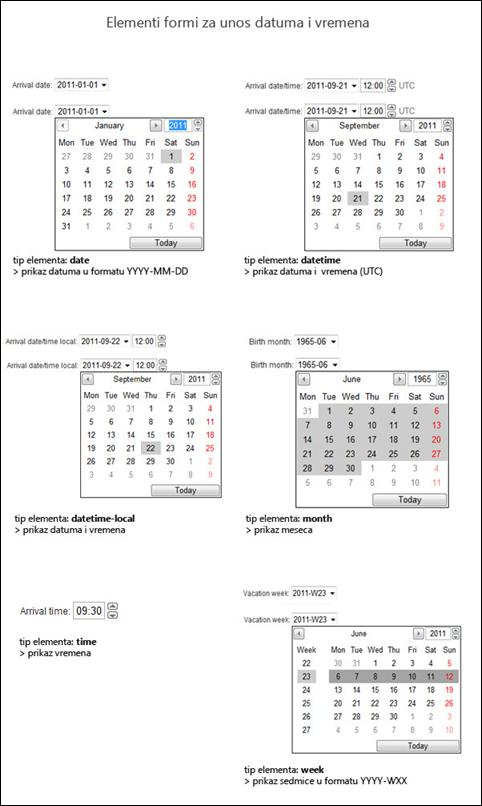 Elementi formi za unos datuma i vremena
Arrival date: 2011-01-01
Arrival date: 2011-01-01
January 2011
Mon Tue Wed Thu Fri Sat Sun
27 28 29 30 31 1 2
3 4 5 6 7 8 9
10 11 12 13 14 15 16
17 18 19 20 21 22 23
24 25 26 27 28 29 30
31 1 2 3 4 5 6
Today
tip elementa: date
> prikaz datuma u formatu YYYY-MM-DD
Arrival date/time: 2011-09-21 12:00 UTC
Arrival date/time: 2011-09-21 12:00 UTC
September 2011
Mon Tue Wed Thu Fri Sat Sun
29 30 31 1 2 3 4
5 6 7 8 9 10 11
12 13 14 15 16 17 18
19 20 21 22 23 24 25
26 27 28 29 30 1 2
3 4 5 6 7 8 9
Today
tip elementa: datetime
> prikaz datuma i vremena (UTC)
Arrival date/time local: 2011-09-22 12:00
Arrival date/time local: 2011-09-22 12:00
September 2011
Mon Tue Wed Thu Fri Sat Sun
29 30 31 1 2 3 4
5 6 7 8 9 10 11
12 13 14 15 16 17 18
19 20 21 22 23 24 25
26 27 28 29 30 1 2
3 4 5 6 7 8 9
Today
tip elementa: datetime-local
> prikaz datuma i vremena
Birth month: 1965-06
Birth month: 1965-06
June 1965
Mon Tue Wed Thu Fri Sat Sun
31 1 2 3 4 5 6
7 8 9 10 11 12 13
14 15 16 17 18 19 20
21 22 23 24 25 26 27
28 29 30 1 2 3 4
5 6 7 8 9 10 11
Today
tip elementa: month
> prikaz meseca
Arrival time: 09:30
tip elementa: time
> prikaz vremena
Vacation week: 2011-W23
Vacation week: 2011-W23
June 2011
Week Mon Tue Wed Thu Fri Sat Sun
22 30 31 1 2 3 4 5
23 6 7 8 9 10 11 12
24 13 14 15 16 17 18 19
25 20 21 22 23 24 25 26
26 27 28 29 30 1 2 3
27 4 5 6 7 8 9 10
Today
tip elementa: week
> prikaz sedmice u formatu YYYY-WXX